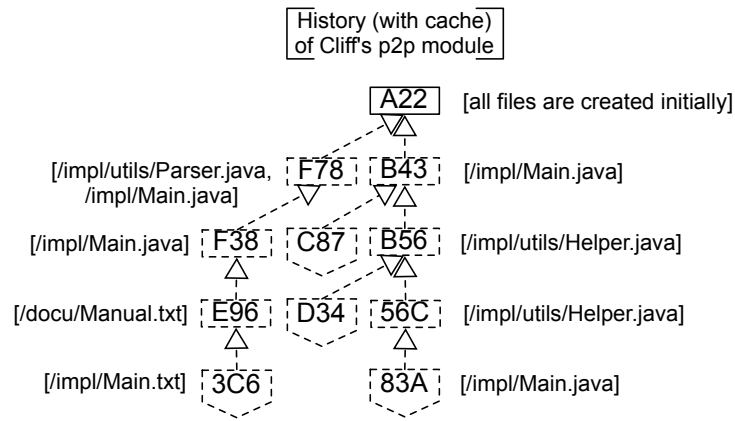 History (with cache)
of Cliff's p2p module
A22 [all files are created initially]
[/impl/utils/Parser.java,
/impl/Main.java] F78 B43 [/impl/Main.java]
[/impl/Main.java] F38 C87 B56 [/impl/utils/Helper.java]
[/docu/Manual.txt] E96 D34 56C [/impl/utils/Helper.java]
[/impl/Main.txt] 3C6 83A [/impl/Main.java]